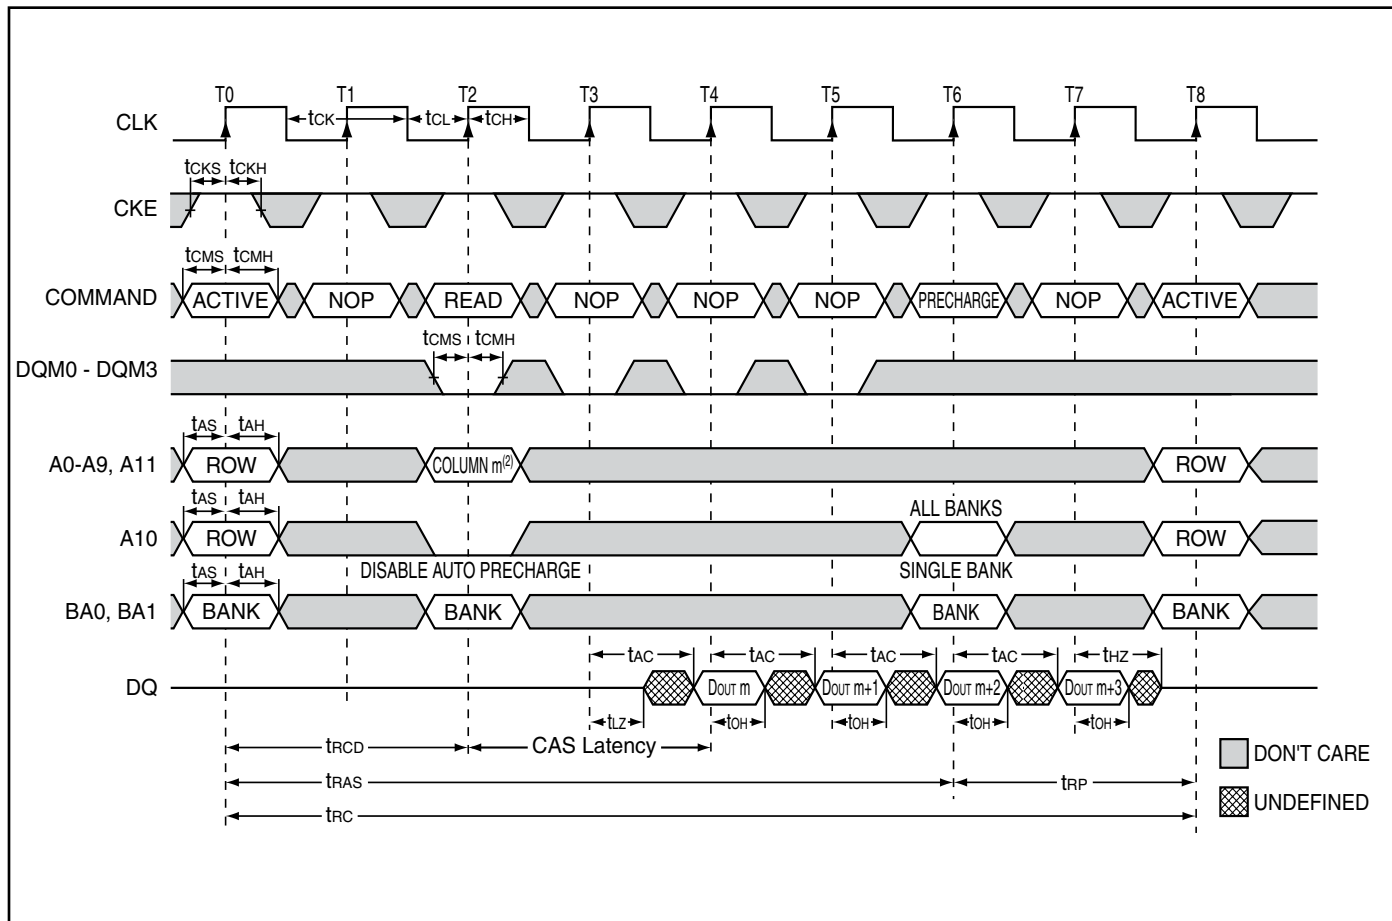 T0 T1 T2 T3 T4 T5 T6 T7 T8
CLK tCK tCL tCH
tCKS tCKH
CKE
tCMS tCMH
COMMAND ACTIVE NOP READ NOP NOP NOP PRECHARGE NOP ACTIVE
tCMS tCMH
DQM0 - DQM3
tAS tAH
A0-A9, A11 ROW COLUMN m(2) ROW
tAS tAH ALL BANKS
A10 ROW ROW
DISABLE AUTO PRECHARGE SINGLE BANK
tAS tAH
BA0, BA1 BANK BANK BANK BANK
tAC tAC tAC tAC tHZ
DQ DOUT m DOUT m+1 DOUT m+2 DOUT m+3
tLZ tOH tOH tOH tOH
tRCD CAS Latency
DON'T CARE
tRAS tRP
UNDEFINED
tRC